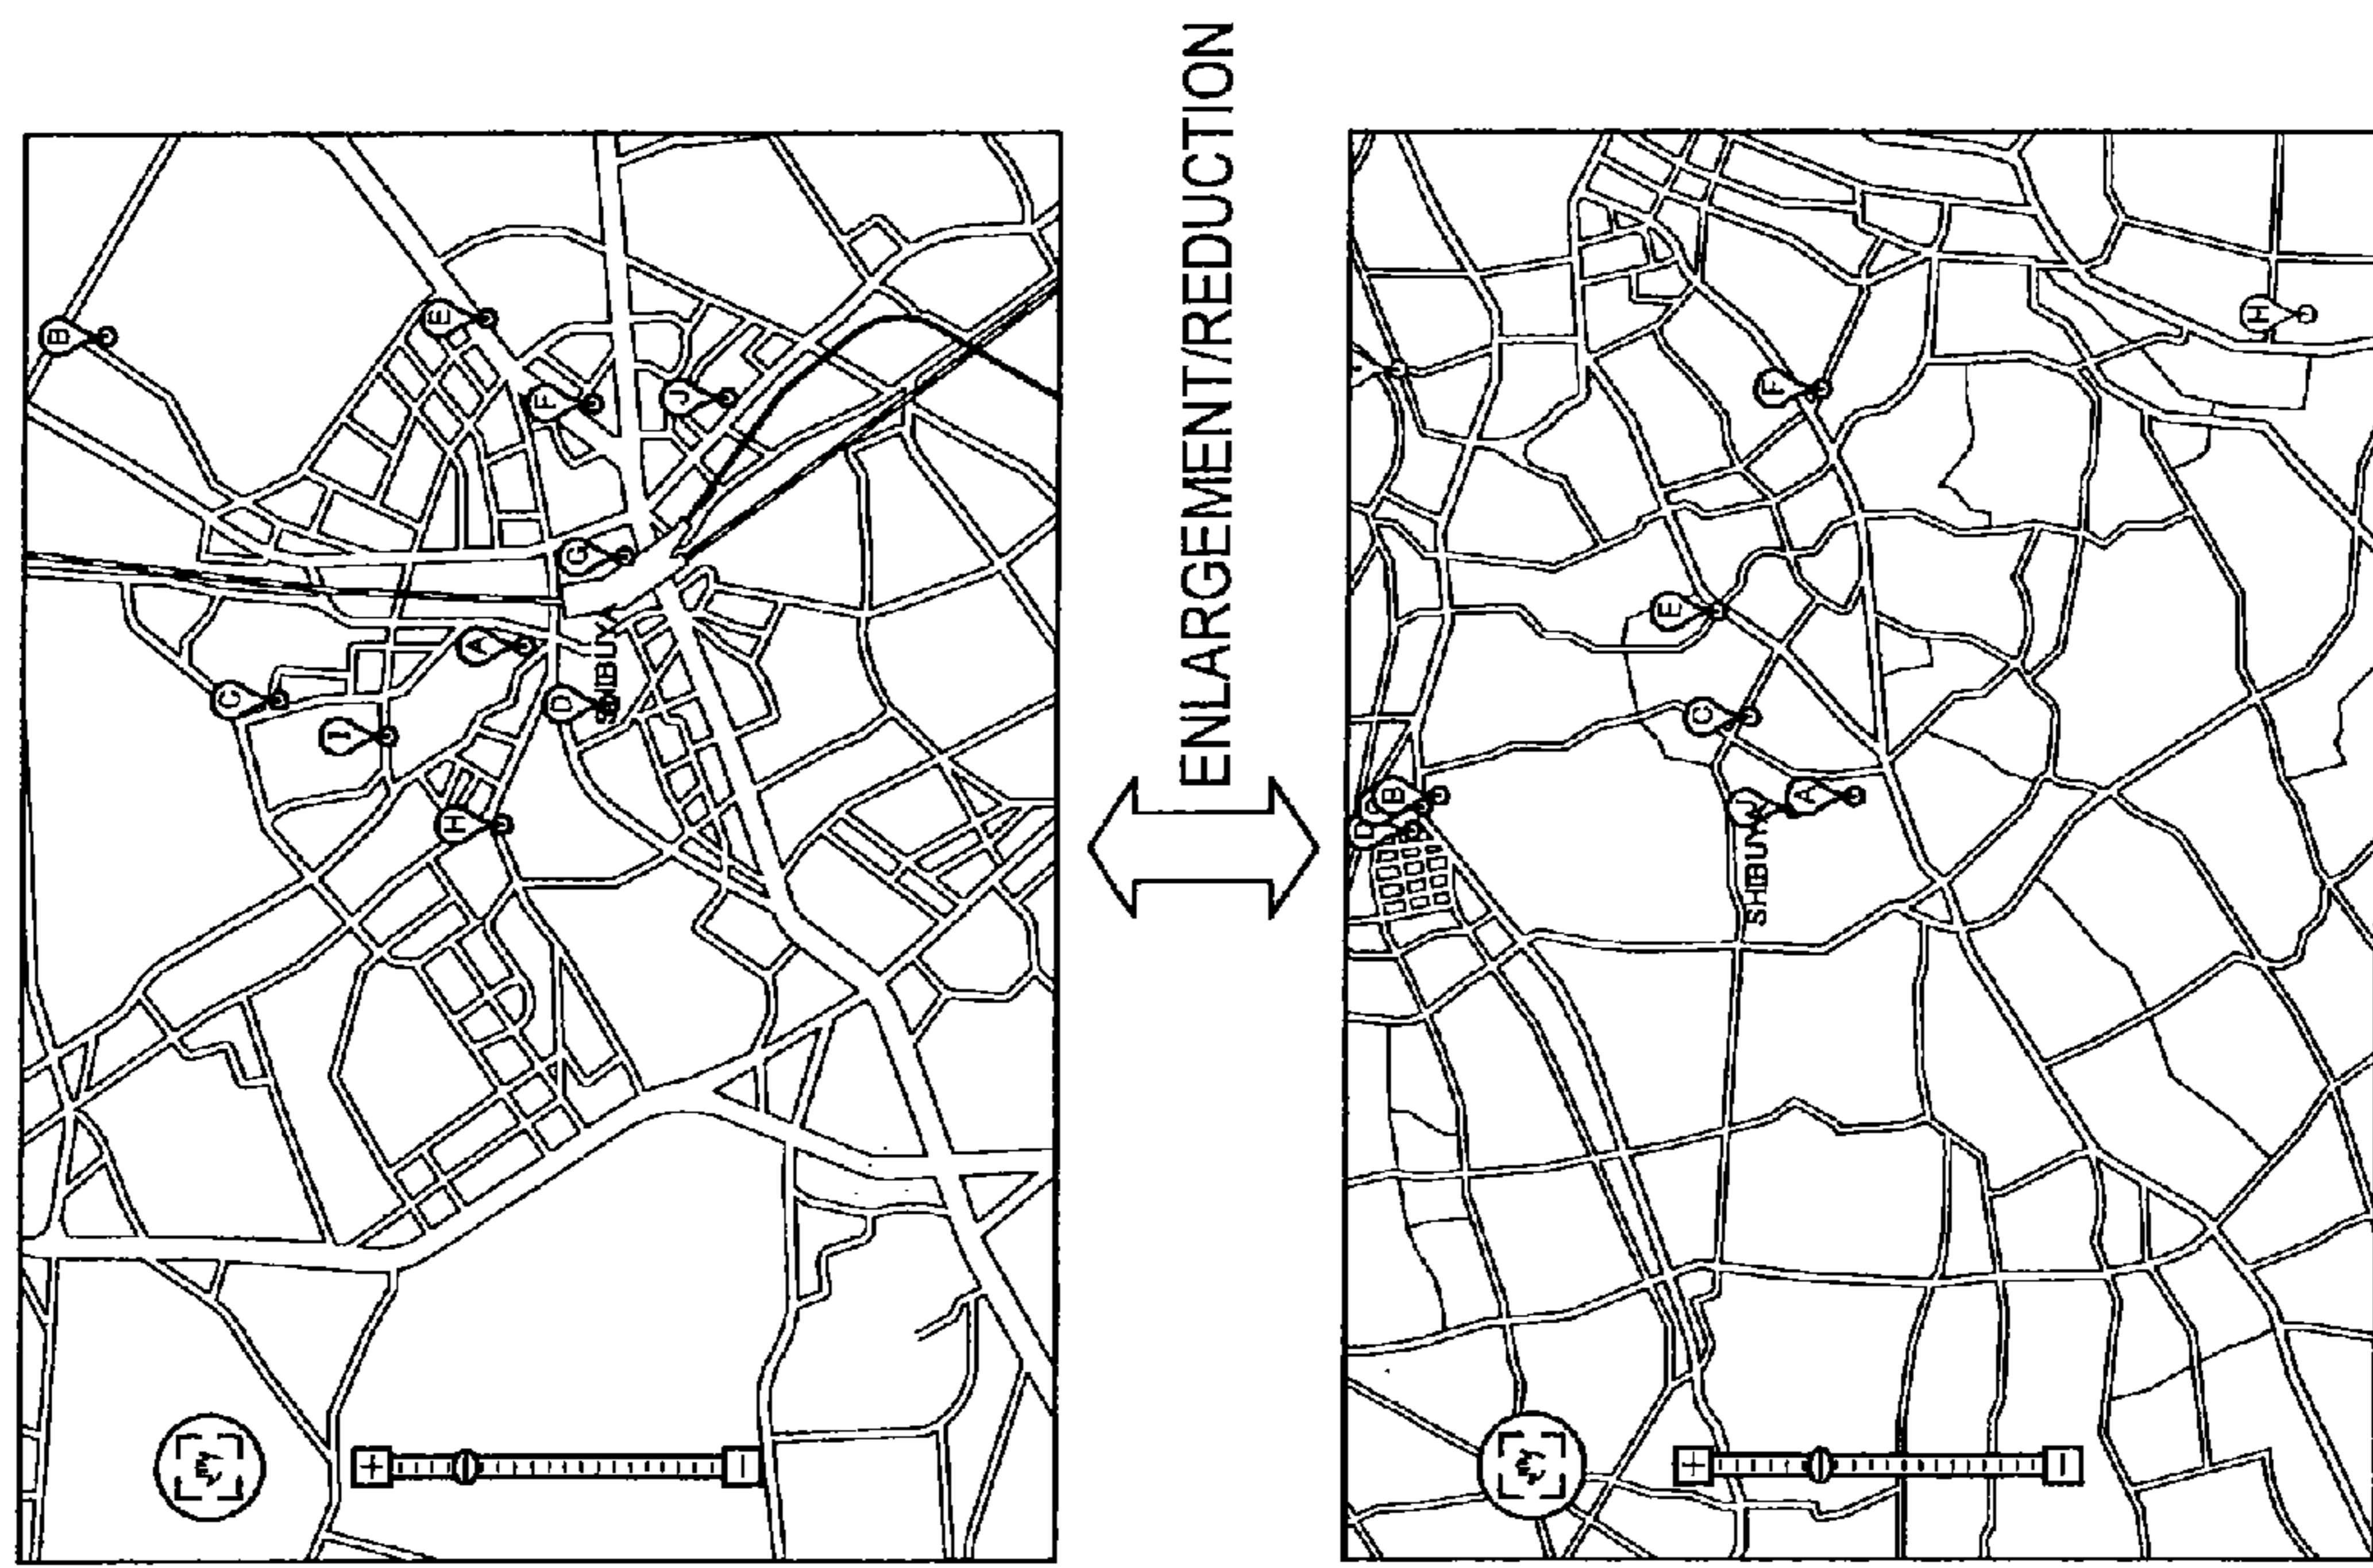 B
C
I
+
E
H
A
F
D
G
SHIBUYA
J
−
ENLARGEMENT/REDUCTION
D
B
E
+
C
J
SHIBUYA
F
A
−
H